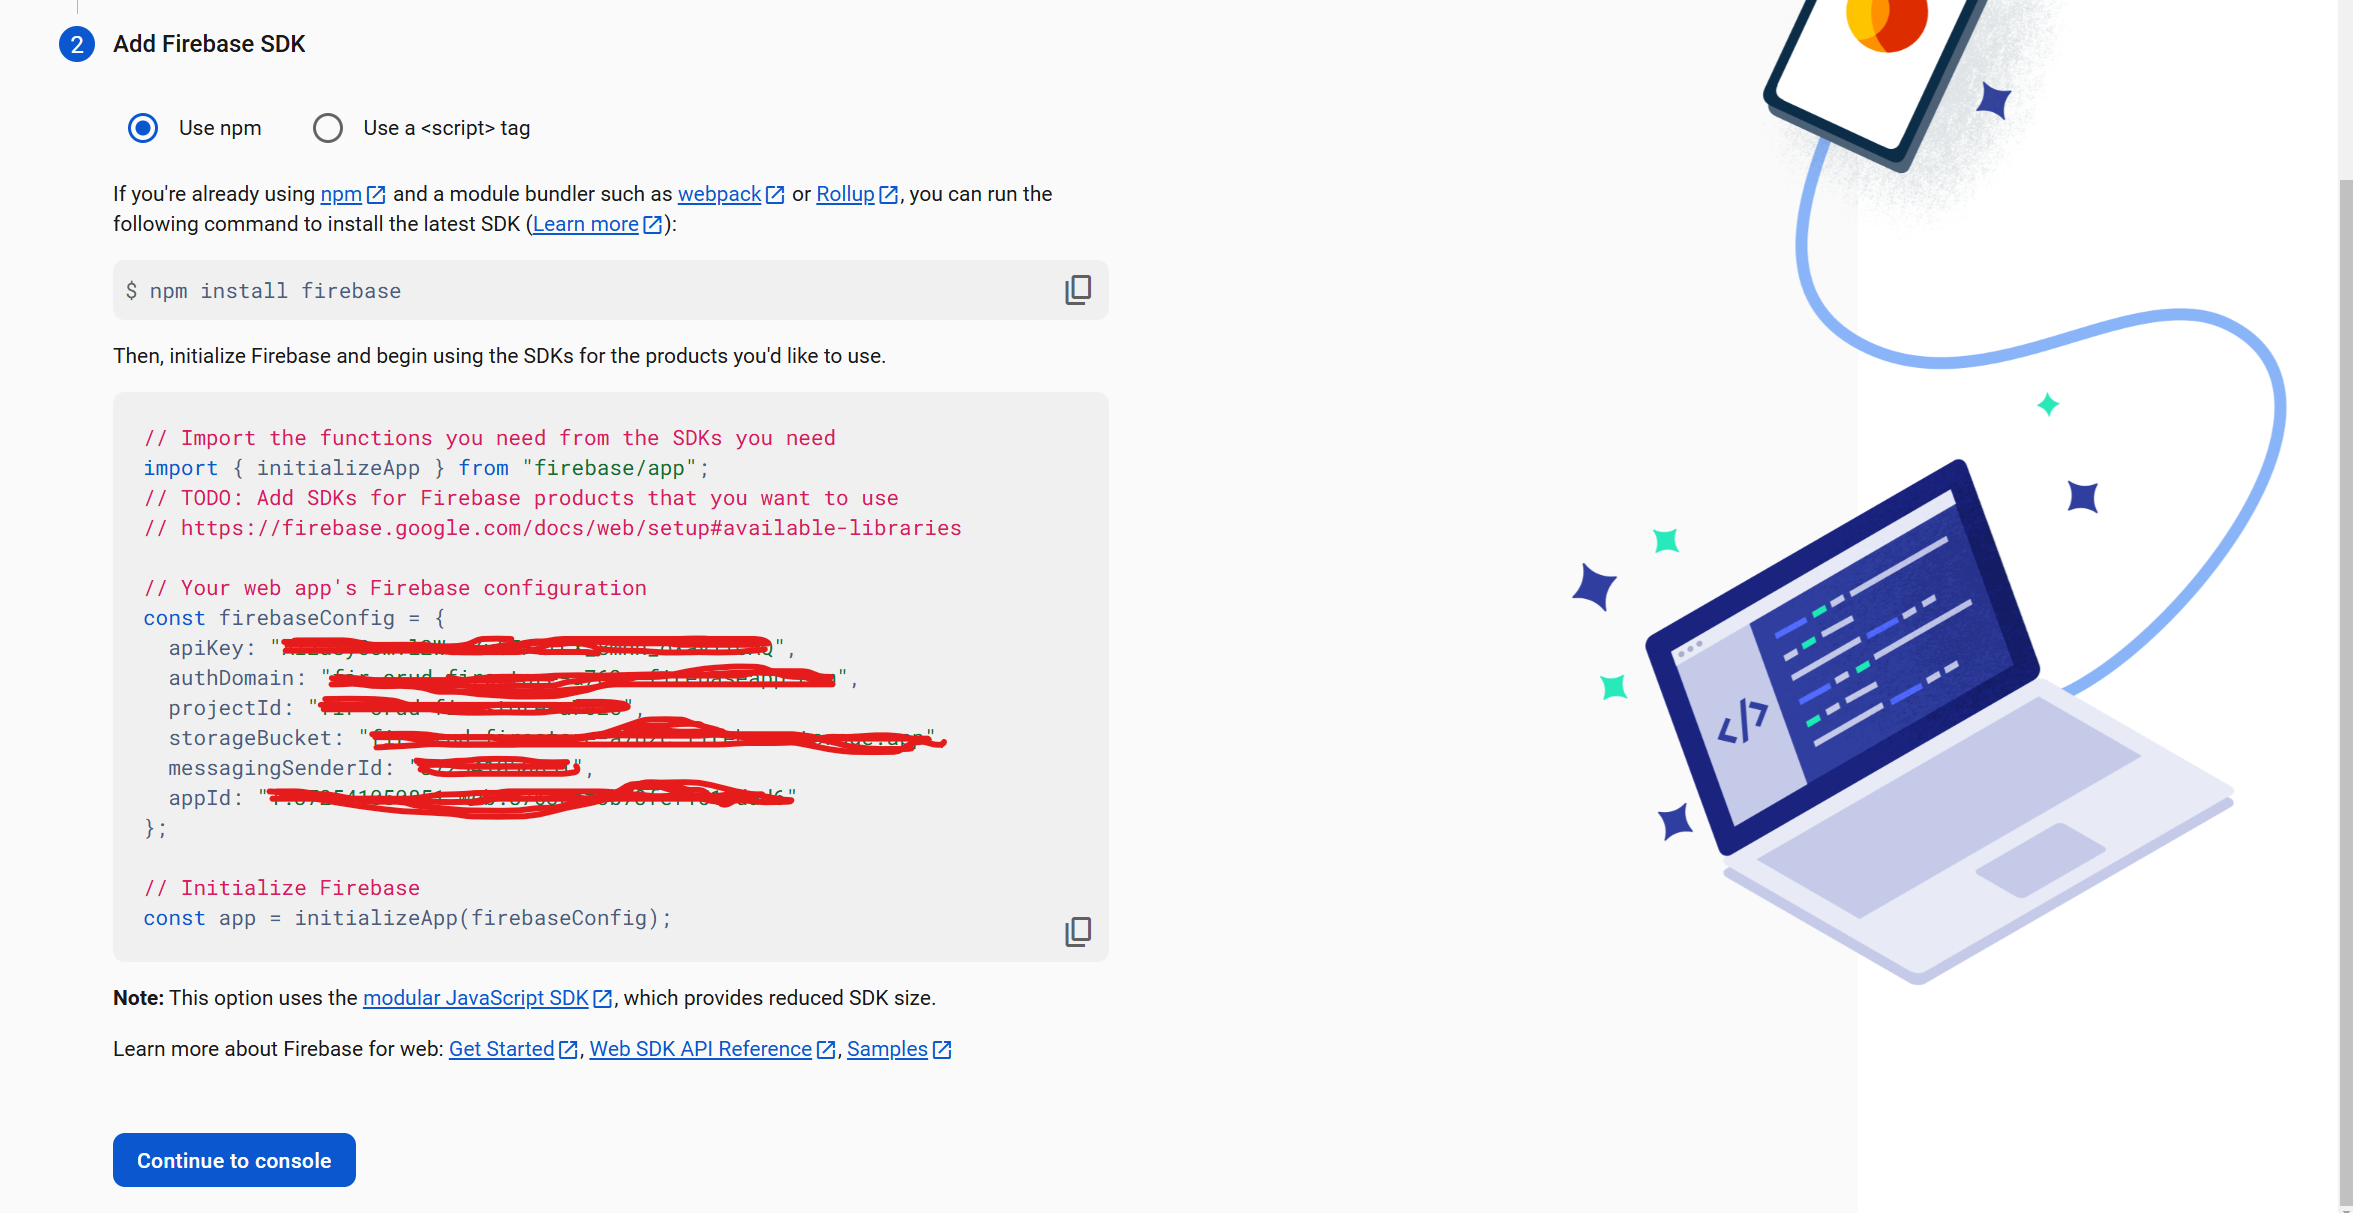 2 Add Firebase SDK
Use npm Use a <script> tag
If you're already using npm and a module bundler such as webpack or Rollup, you can run the
following command to install the latest SDK (Learn more):
$ npm install firebase
Then, initialize Firebase and begin using the SDKs for the products you'd like to use.
// Import the functions you need from the SDKs you need
import { initializeApp } from "firebase/app";
// TODO: Add SDKs for Firebase products that you want to use
// https://firebase.google.com/docs/web/setup#available-libraries
// Your web app's Firebase configuration
const firebaseConfig = {
apiKey: "",
authDomain: "",
projectId: "",
storageBucket: "",
messagingSenderId: "",
appId: ""
};
// Initialize Firebase
const app = initializeApp(firebaseConfig);
Note: This option uses the modular JavaScript SDK, which provides reduced SDK size.
Learn more about Firebase for web: Get Started, Web SDK API Reference, Samples
Continue to console